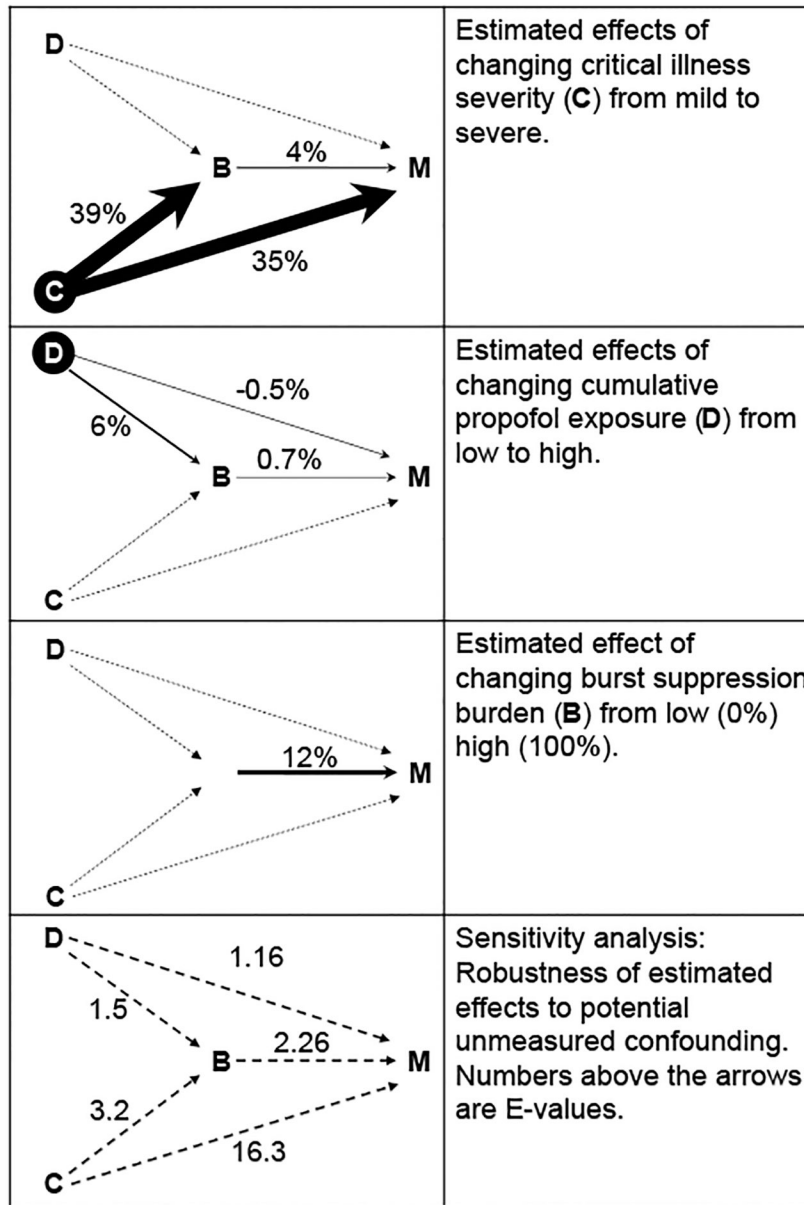 D
Estimated effects of
changing critical illness
severity (C) from mild to
severe.
4%
B
M
39%
35%
C
D
Estimated effects of
changing cumulative
propofol exposure (D) from
low to high.
-0.5%
6%
0.7%
B
M
C
D
Estimated effect of
changing burst suppression
burden (B) from low (0%)
high (100%).
12%
M
C
D
Sensitivity analysis:
Robustness of estimated
effects to potential
unmeasured confounding.
Numbers above the arrows
are E-values.
1.16
1.5
2.26
B
M
3.2
16.3
C